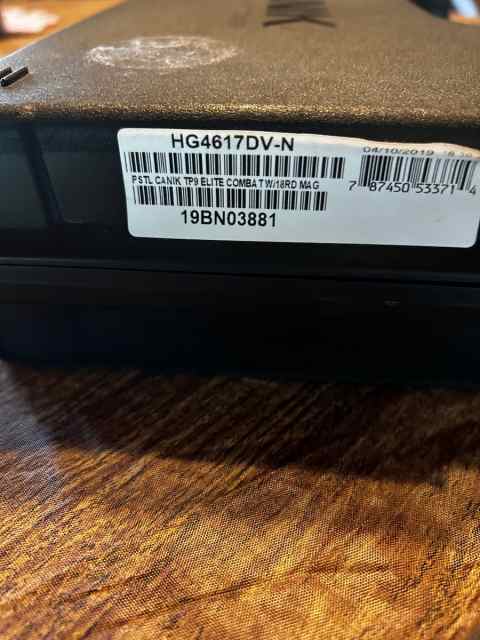 HG4617DV-N
04/10/2019
PSTL CANIK TP9 ELITE COMBAT W/18RD MAG
7 87450 53371 4
19BN03881